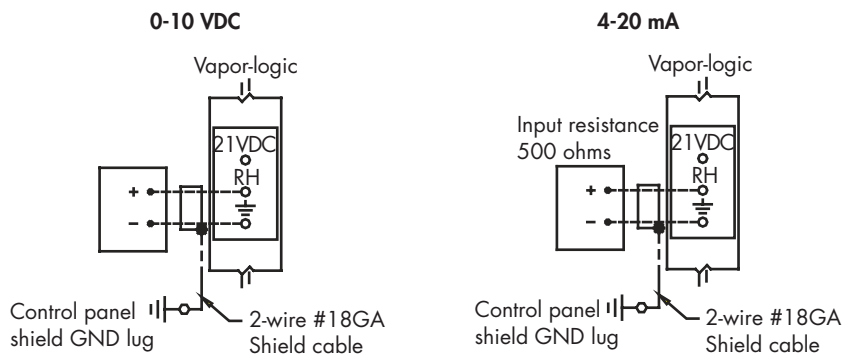 0-10 VDC
Vapor-logic
21VDC
RH
+
−
Control panel
shield GND lug
2-wire #18GA
Shield cable
4-20 mA
Vapor-logic
Input resistance
500 ohms
21VDC
RH
+
−
Control panel
shield GND lug
2-wire #18GA
Shield cable